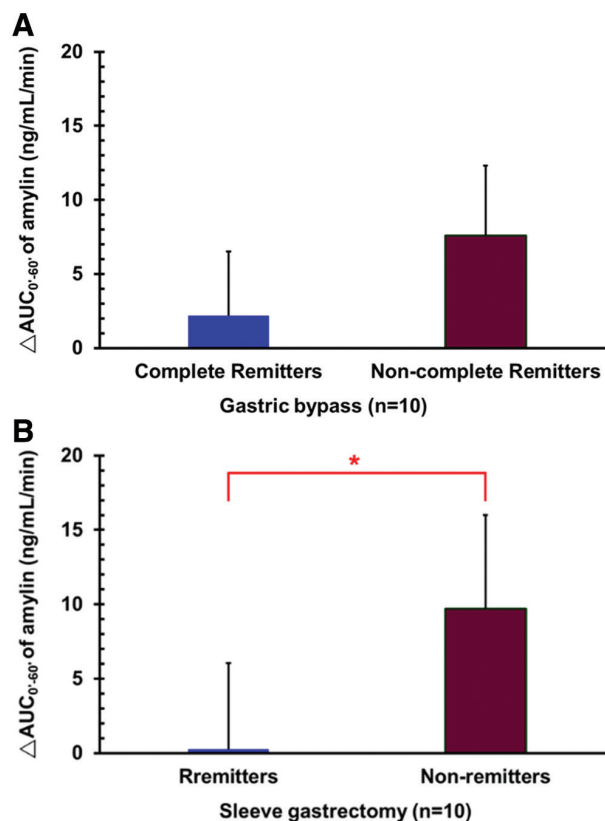 A
△AUC0'-60' of amylin (ng/mL/min)
20
15
10
5
0
Complete Remitters Non-complete Remitters
Gastric bypass (n=10)
B
△AUC0'-60' of amylin (ng/mL/min)
20
15
10
5
0
*
Rremitters Non-remitters
Sleeve gastrectomy (n=10)